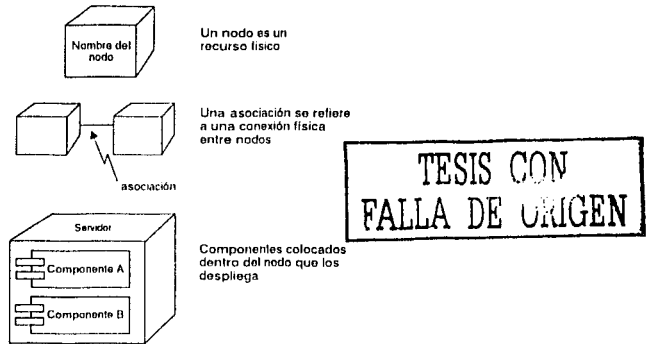 Nombre del
nodo
Un nodo es un
recurso físico
Una asociación se refiere
a una conexión física
entre nodos
asociación
TESIS CON
FALLA DE ORIGEN
Servidor
Componente A
Componente B
Componentes colocados
dentro del nodo que los
despliega